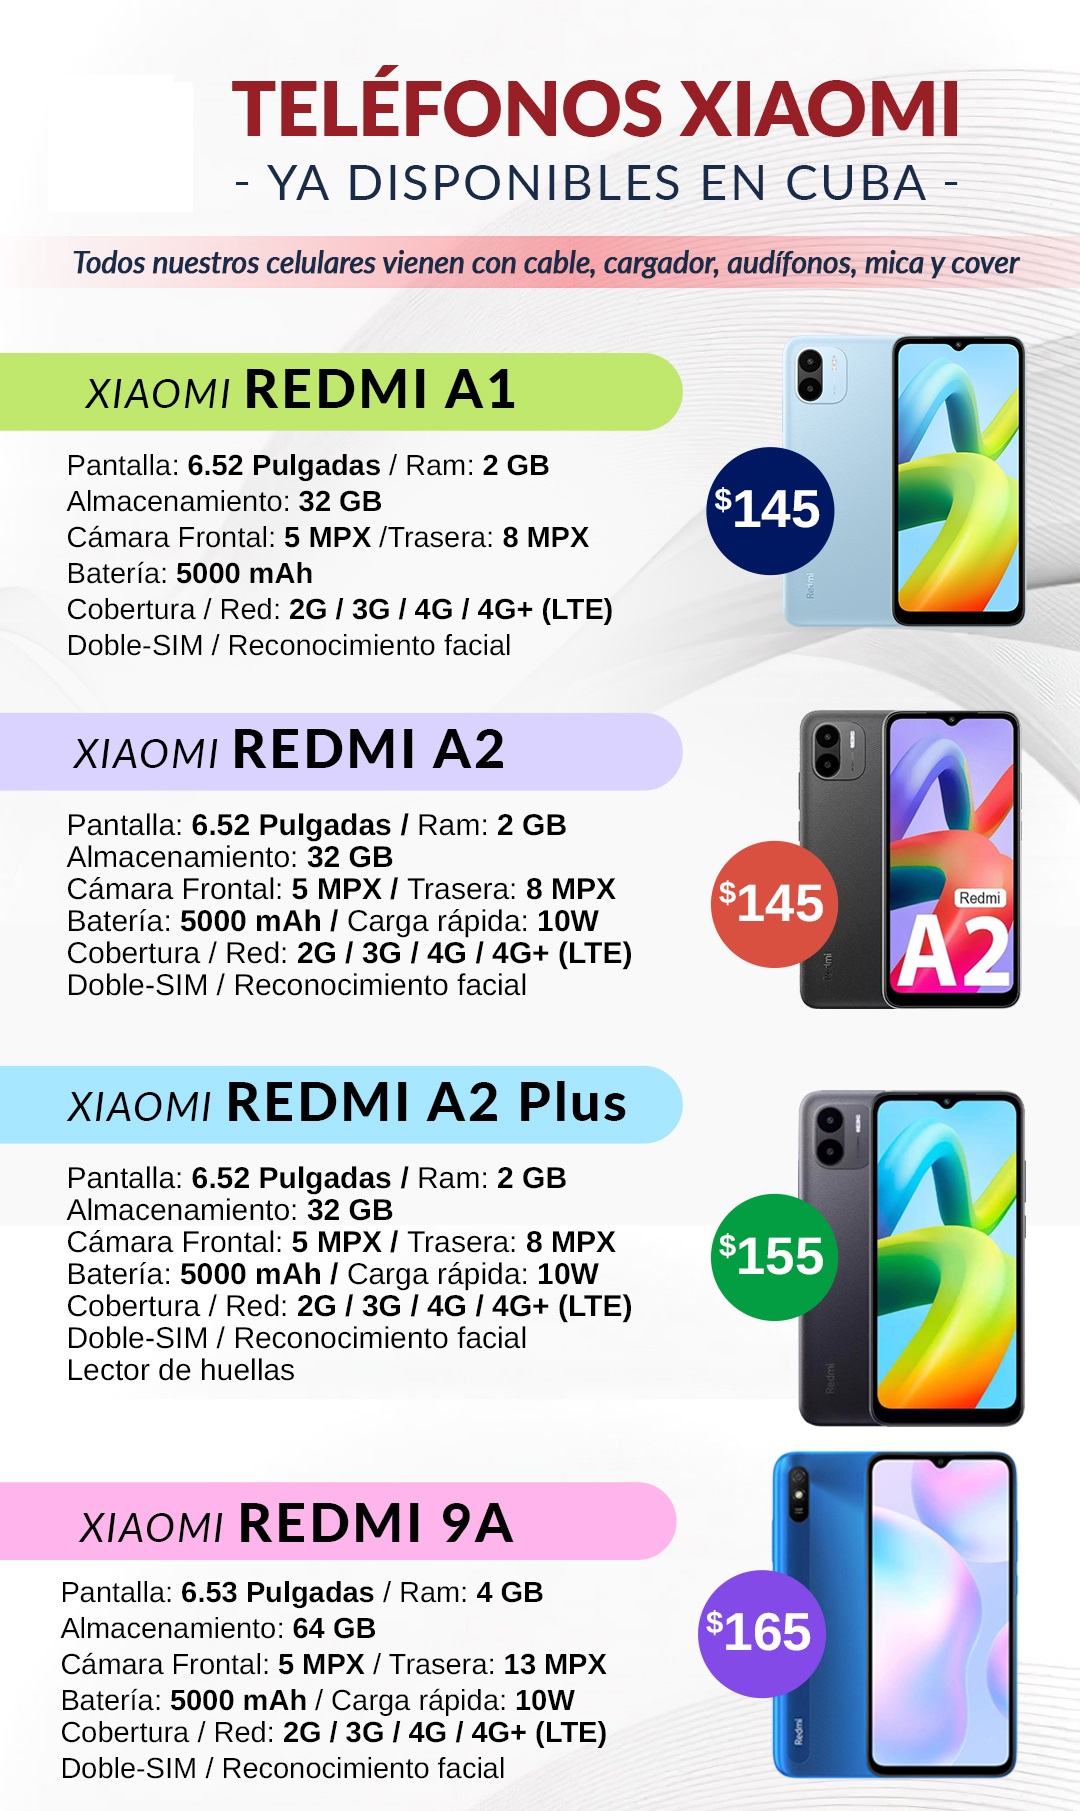 TELÉFONOS XIAOMI
- YA DISPONIBLES EN CUBA -
Todos nuestros celulares vienen con cable, cargador, audífonos, mica y cover
XIAOMI REDMI A1
Pantalla: 6.52 Pulgadas / Ram: 2 GB
Almacenamiento: 32 GB
Cámara Frontal: 5 MPX /Trasera: 8 MPX
Batería: 5000 mAh
Cobertura / Red: 2G / 3G / 4G / 4G+ (LTE)
Doble-SIM / Reconocimiento facial
$145
Redmi
XIAOMI REDMI A2
Pantalla: 6.52 Pulgadas / Ram: 2 GB
Almacenamiento: 32 GB
Cámara Frontal: 5 MPX / Trasera: 8 MPX
Batería: 5000 mAh / Carga rápida: 10W
Cobertura / Red: 2G / 3G / 4G / 4G+ (LTE)
Doble-SIM / Reconocimiento facial
$145
Redmi
Redmi
A2
XIAOMI REDMI A2 Plus
Pantalla: 6.52 Pulgadas / Ram: 2 GB
Almacenamiento: 32 GB
Cámara Frontal: 5 MPX / Trasera: 8 MPX
Batería: 5000 mAh / Carga rápida: 10W
Cobertura / Red: 2G / 3G / 4G / 4G+ (LTE)
Doble-SIM / Reconocimiento facial
Lector de huellas
$155
Redmi
XIAOMI REDMI 9A
Pantalla: 6.53 Pulgadas / Ram: 4 GB
Almacenamiento: 64 GB
Cámara Frontal: 5 MPX / Trasera: 13 MPX
Batería: 5000 mAh / Carga rápida: 10W
Cobertura / Red: 2G / 3G / 4G / 4G+ (LTE)
Doble-SIM / Reconocimiento facial
$165
Redmi